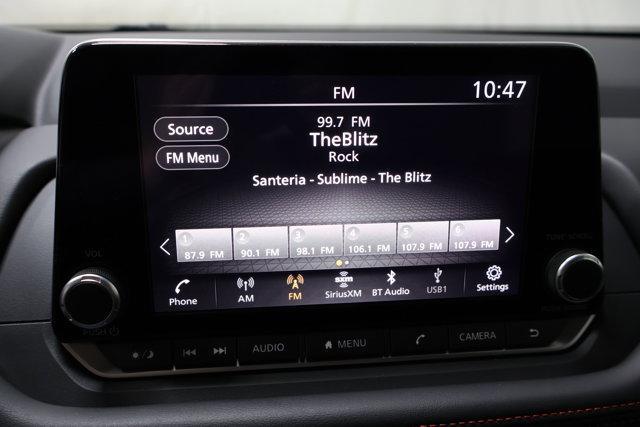 FM
10:47
Source
FM Menu
99.7 FM
TheBlitz
Rock
Santeria - Sublime - The Blitz
1 2 3 4 5 6
87.9 FM 90.1 FM 98.1 FM 106.1 FM 107.9 FM 107.9 FM
Phone AM FM SiriusXM BT Audio USB1 Settings
sxm
VOL
PUSH
TUNE·SCROLL
AUDIO MENU CAMERA